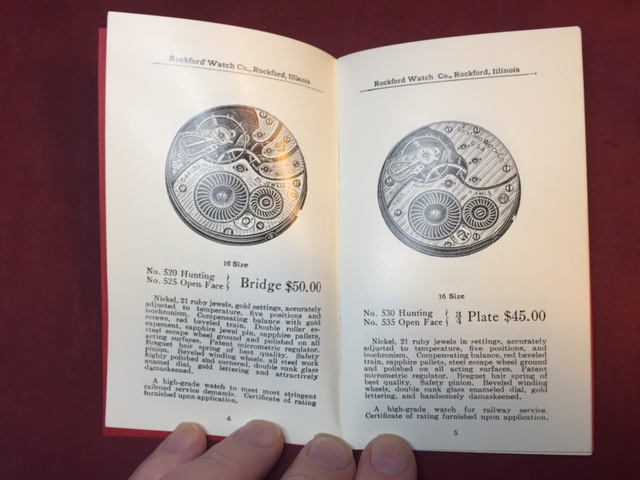 Rockford Watch Co., Rockford, Illinois
21 JEWELS
16 Size
No. 520 Hunting
No. 525 Open Face } Bridge $50.00
Nickel, 21 ruby jewels, gold settings, accurately
adjusted to temperature, five positions and
isochronism. Compensating balance with gold
screws, red beveled train. Double roller es-
capement, sapphire jewel pin, sapphire pallets,
steel escape wheel ground and polished on all
acting surfaces. Patent micrometric regulator.
Breguet hair spring of best quality. Safety
pinion. Beveled winding wheels, all steel work
highly polished and cornered, double sunk glass
enamel dial, gold lettering and attractively
damaskeened.
A high-grade watch to meet most stringent
railroad service demands. Certificate of rating
furnished upon application.
4
Rockford Watch Co., Rockford, Illinois
ROCKFORD WATCH CO.
U.S.A.
21 JEWELS
16 Size
No. 530 Hunting
No. 535 Open Face } ¾ Plate $45.00
Nickel, 21 ruby jewels in settings, accurately
adjusted to temperature, five positions, and
isochronism. Compensating balance, red beveled
train, sapphire pallets, steel escape wheel ground
and polished on all acting surfaces. Patent
micrometric regulator. Breguet hair spring of
best quality. Safety pinion. Beveled winding
wheels, double sunk glass enameled dial, gold
lettering, and handsomely damaskeened.
A high-grade watch for railway service.
Certificate of rating furnished upon application.
5